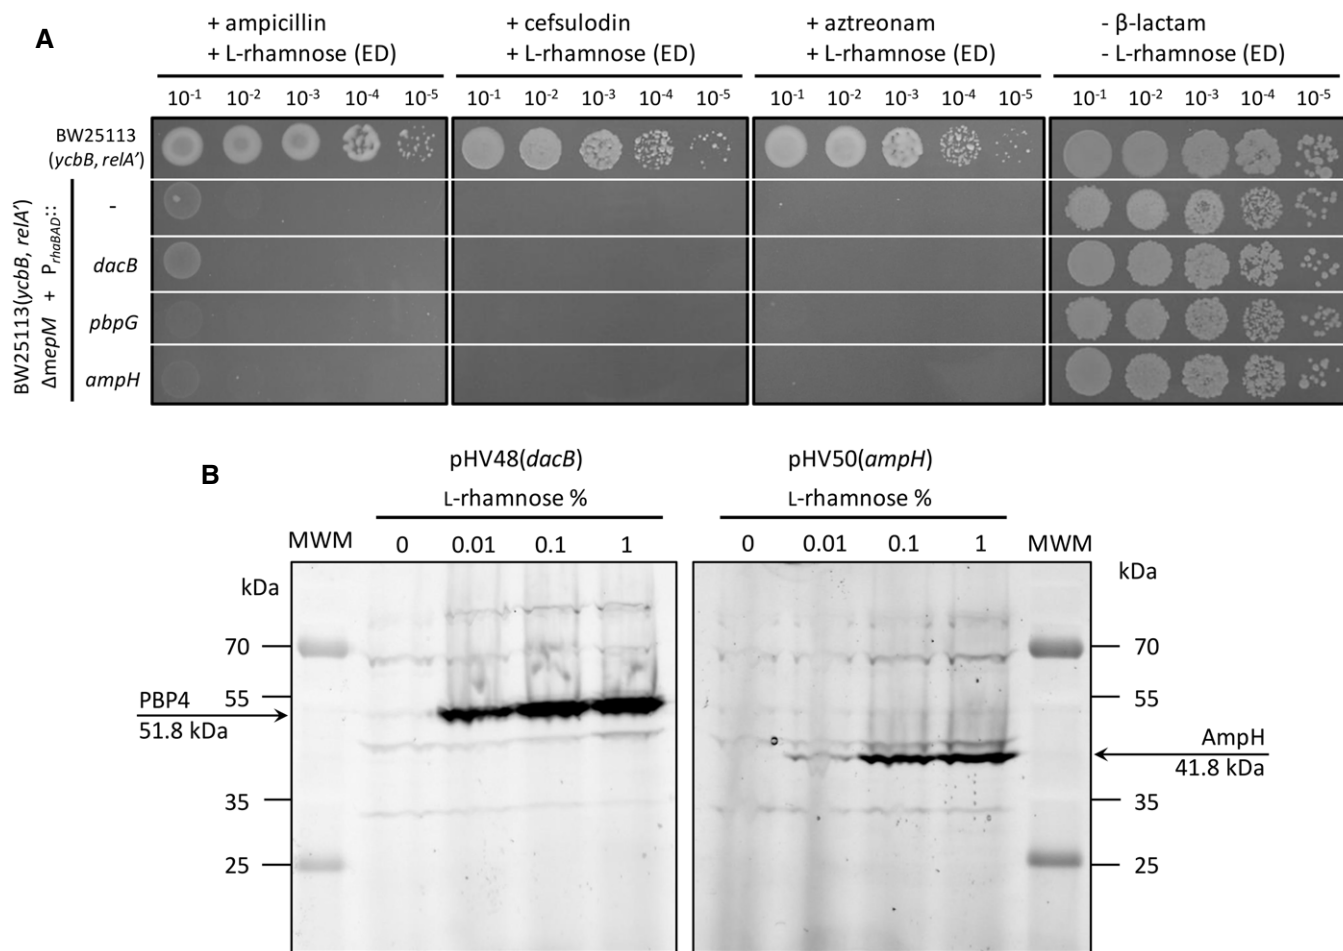 A
+ ampicillin
+ L-rhamnose (ED)
+ cefsulodin
+ L-rhamnose (ED)
+ aztreonam
+ L-rhamnose (ED)
- β-lactam
- L-rhamnose (ED)
10⁻¹ 10⁻² 10⁻³ 10⁻⁴ 10⁻⁵
10⁻¹ 10⁻² 10⁻³ 10⁻⁴ 10⁻⁵
10⁻¹ 10⁻² 10⁻³ 10⁻⁴ 10⁻⁵
10⁻¹ 10⁻² 10⁻³ 10⁻⁴ 10⁻⁵
BW25113
(ycbB, relA')
BW25113(ycbB, relA')
ΔmepM + PrhaBAD::
-
dacB
pbpG
ampH
B
pHV48(dacB)
L-rhamnose %
MWM 0 0.01 0.1 1
kDa
70
55
35
25
PBP4
51.8 kDa
pHV50(ampH)
L-rhamnose %
0 0.01 0.1 1 MWM
kDa
70
55
35
25
AmpH
41.8 kDa